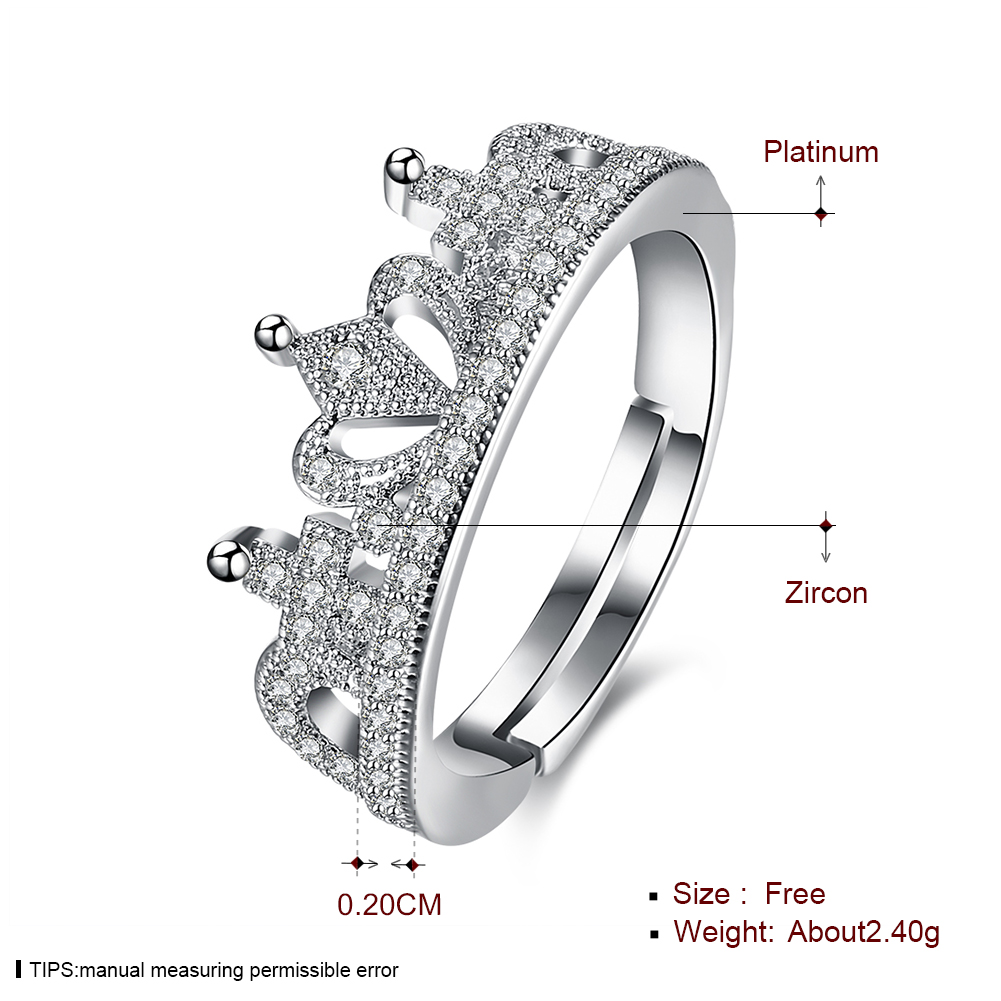 Platinum
Zircon
0.20CM
Size : Free
Weight: About2.40g
TIPS:manual measuring permissible error